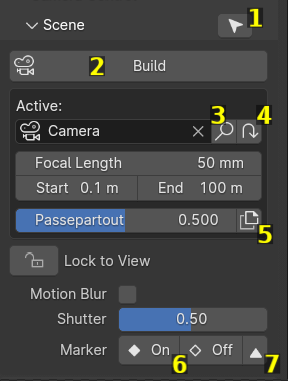 Scene 1
2 Build
Active:
3 4
Camera
Focal Length 50 mm
Start 0.1 m End 100 m
Passepartout 0.500
5
Lock to View
Motion Blur
Shutter 0.50
Marker On Off
6 7